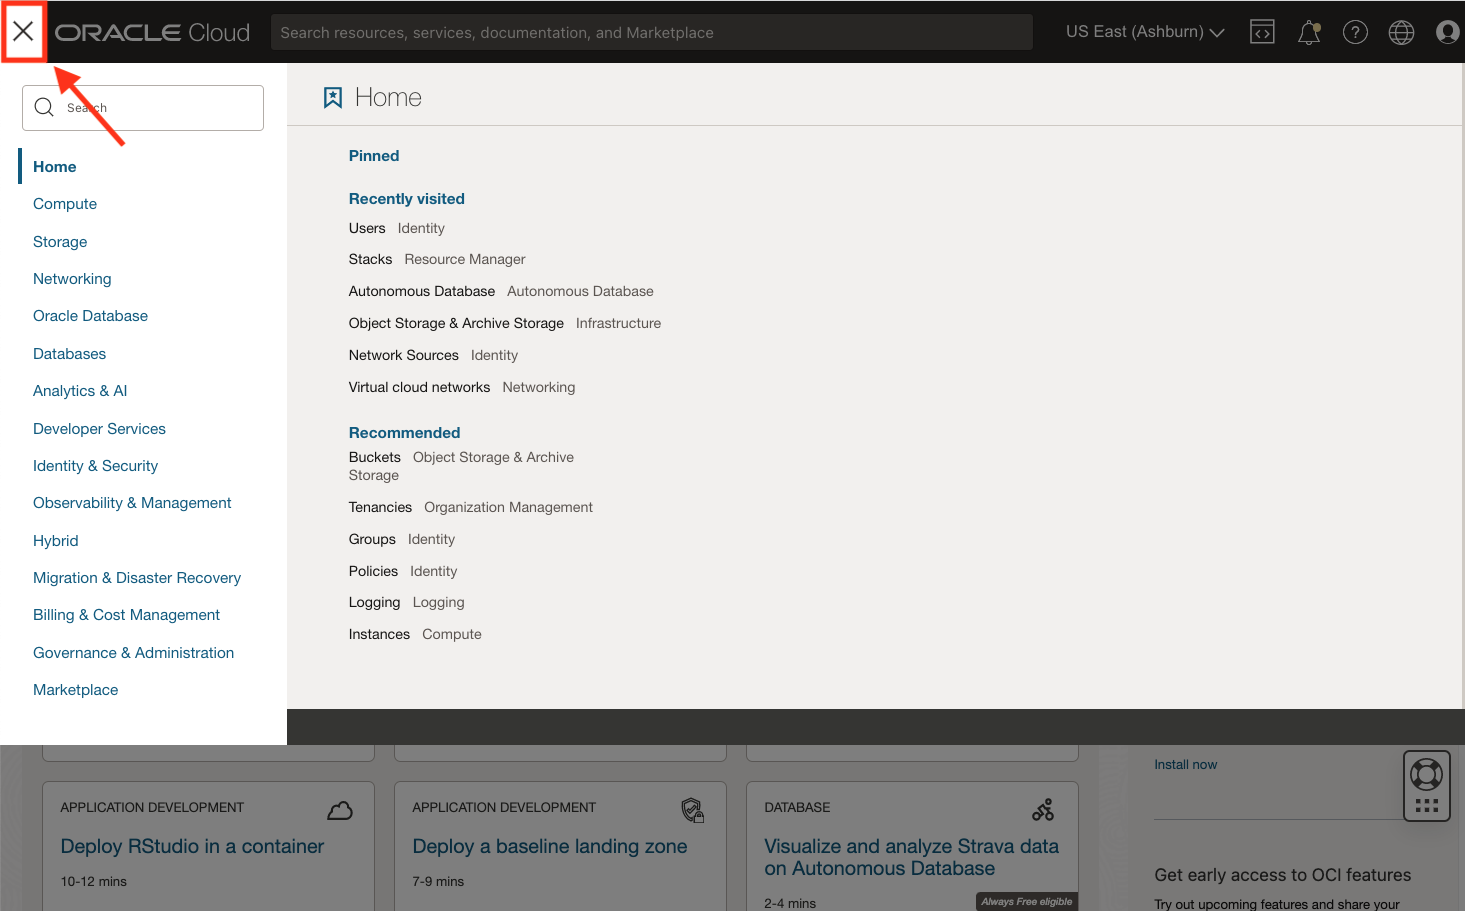 ORACLE Cloud
Search resources, services, documentation, and Marketplace
US East (Ashburn)
Search
Home
Compute
Storage
Networking
Oracle Database
Databases
Analytics & AI
Developer Services
Identity & Security
Observability & Management
Hybrid
Migration & Disaster Recovery
Billing & Cost Management
Governance & Administration
Marketplace
Home
Pinned
Recently visited
Users Identity
Stacks Resource Manager
Autonomous Database Autonomous Database
Object Storage & Archive Storage Infrastructure
Network Sources Identity
Virtual cloud networks Networking
Recommended
Buckets Object Storage & Archive
Storage
Tenancies Organization Management
Groups Identity
Policies Identity
Logging Logging
Instances Compute
APPLICATION DEVELOPMENT
Deploy RStudio in a container
10-12 mins
APPLICATION DEVELOPMENT
Deploy a baseline landing zone
7-9 mins
DATABASE
Visualize and analyze Strava data
on Autonomous Database
2-4 mins
Always Free eligible
Install now
Get early access to OCI features
Try out upcoming features and share your